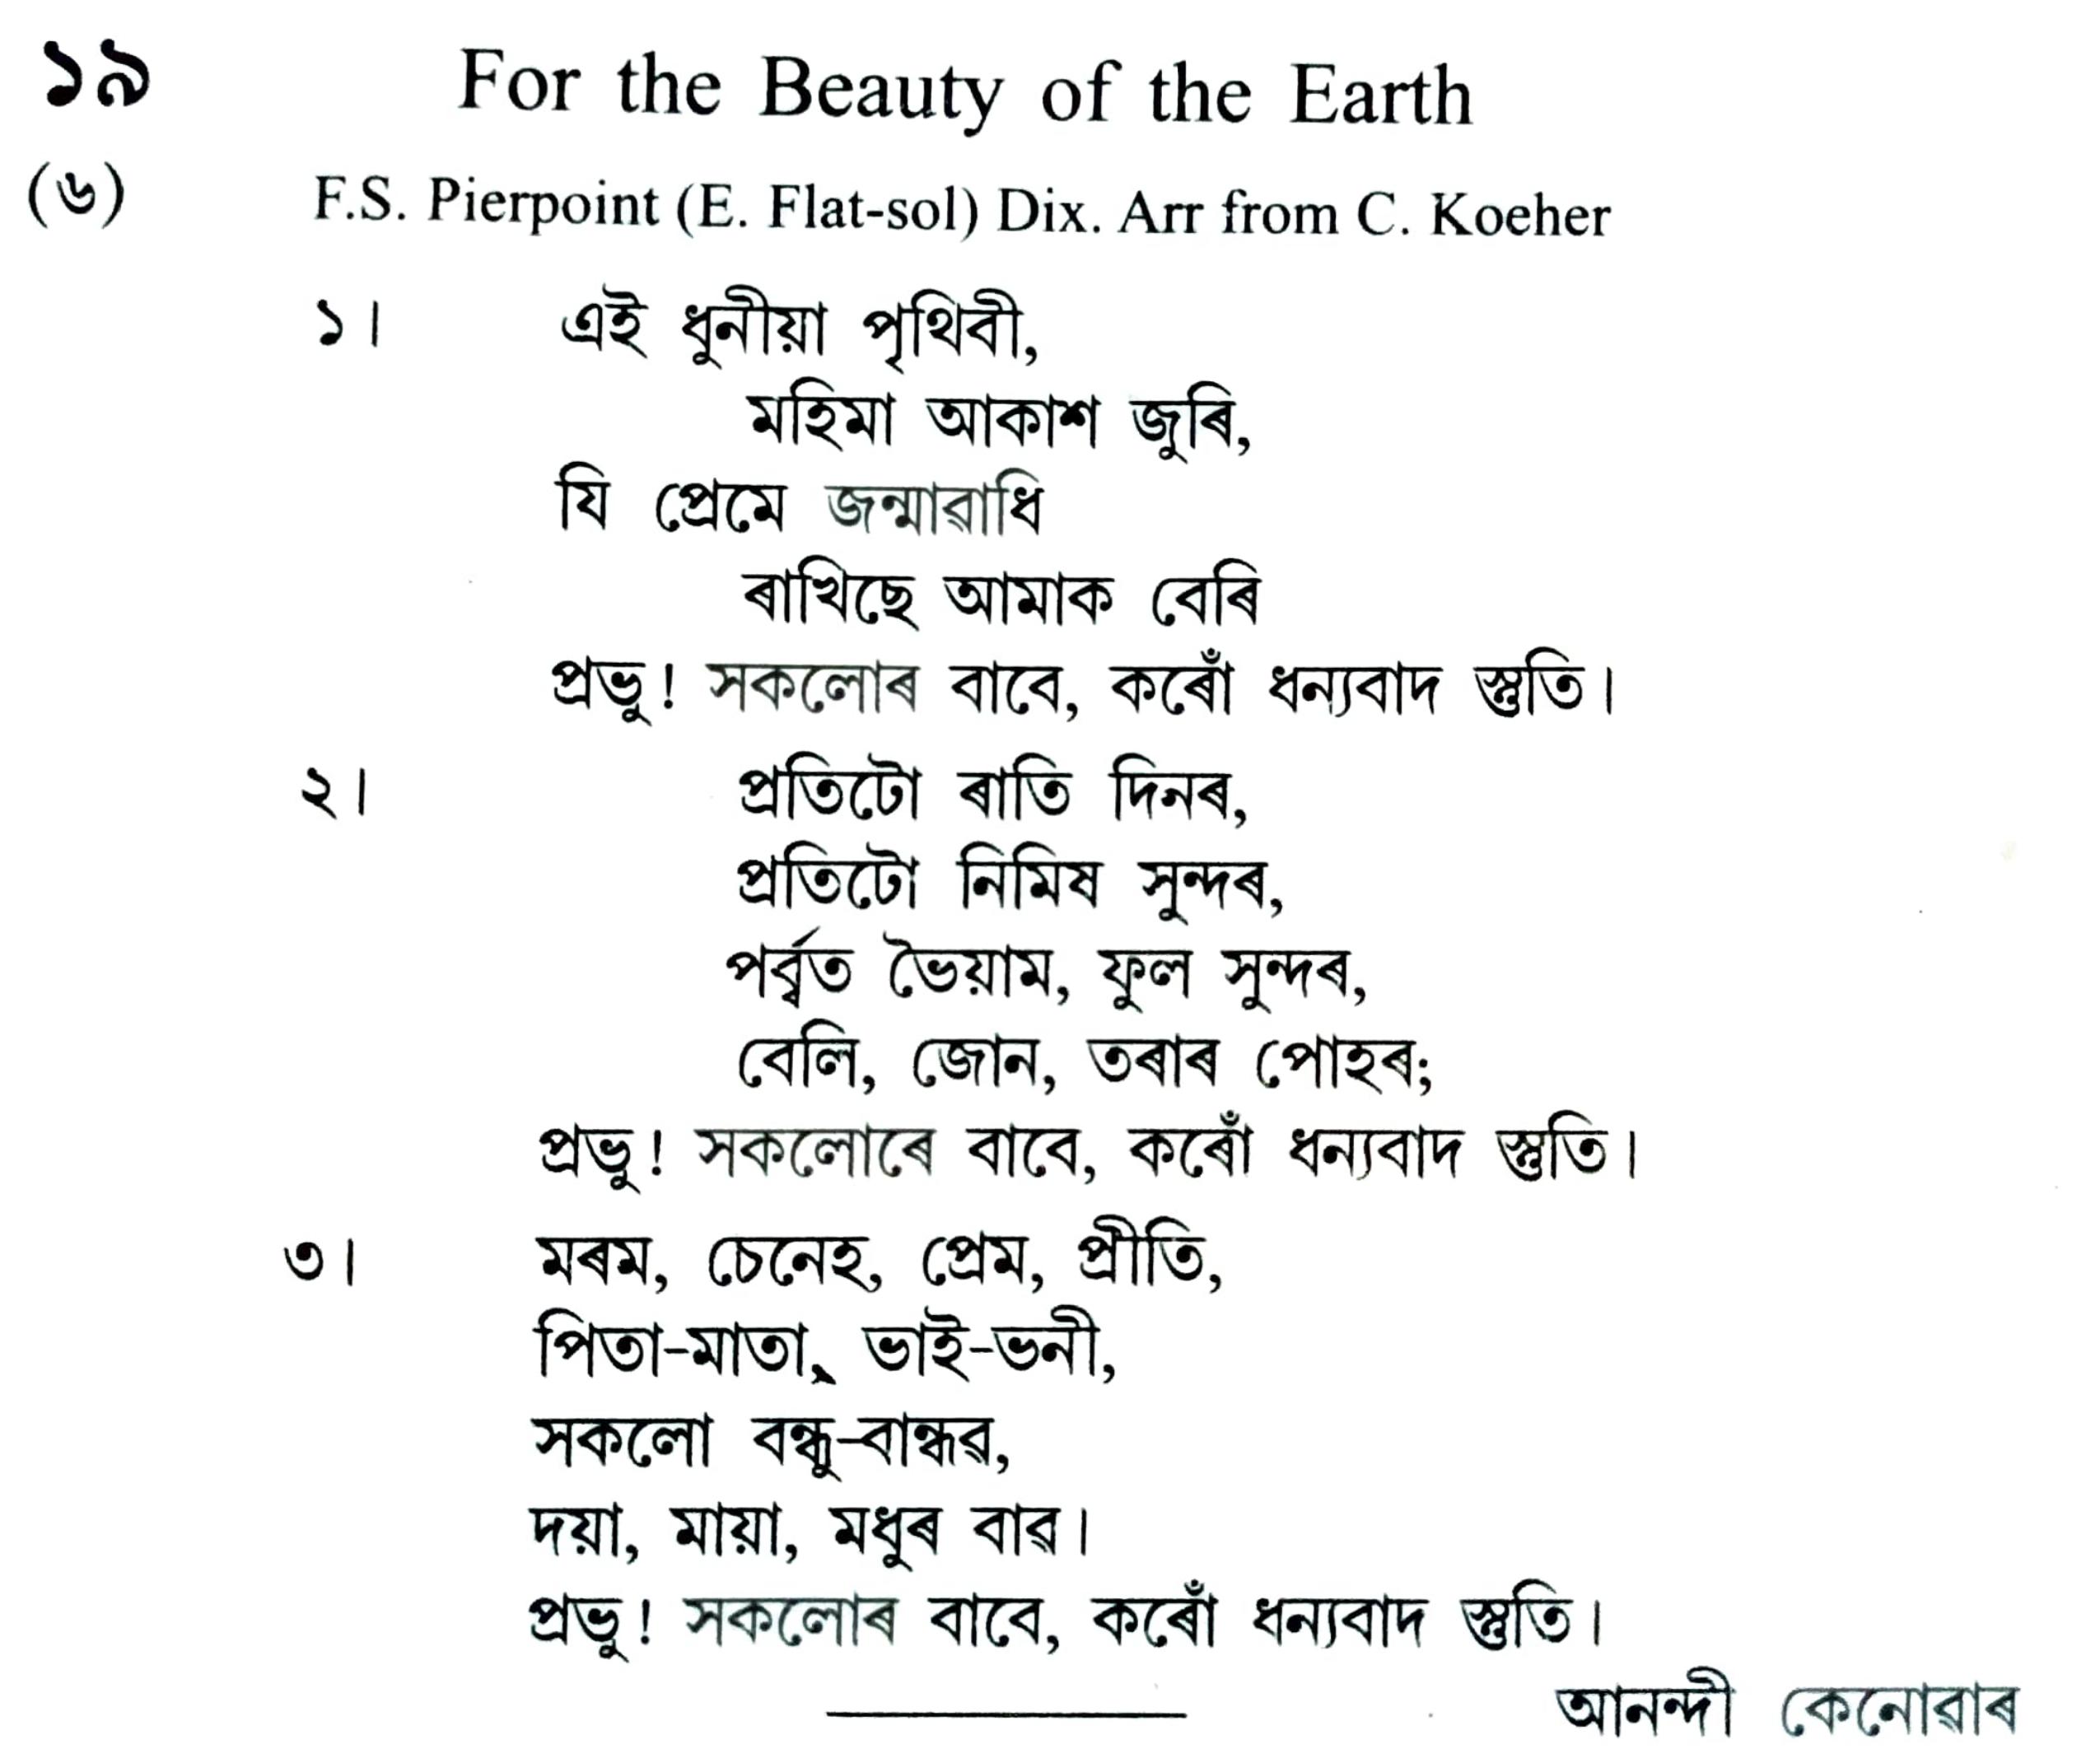 ১৯ For the Beauty of the Earth
(৬) F.S. Pierpoint (E. Flat-sol) Dix. Arr from C. Koeher
১। এই ধুনীয়া পৃথিবী,
মহিমা আকাশ জুৰি,
যি প্ৰেমে জন্মাৱাধি
ৰাখিছে আমাক বেৰি
প্ৰভু! সকলোৰ বাবে, কৰোঁ ধন্যবাদ স্তুতি।
২। প্ৰতিটো ৰাতি দিনৰ,
প্ৰতিটো নিমিষ সুন্দৰ,
পৰ্ব্বত ভৈয়াম, ফুল সুন্দৰ,
বেলি, জোন, তৰাৰ পোহৰ;
প্ৰভু! সকলোৰে বাবে, কৰোঁ ধন্যবাদ স্তুতি।
৩। মৰম, চেনেহ, প্ৰেম, প্ৰীতি,
পিতা-মাতা, ভাই-ভনী,
সকলো বন্ধু-বান্ধৱ,
দয়া, মায়া, মধুৰ বাৱ।
প্ৰভু! সকলোৰ বাবে, কৰোঁ ধন্যবাদ স্তুতি।
আনন্দী কেনোৱাৰ